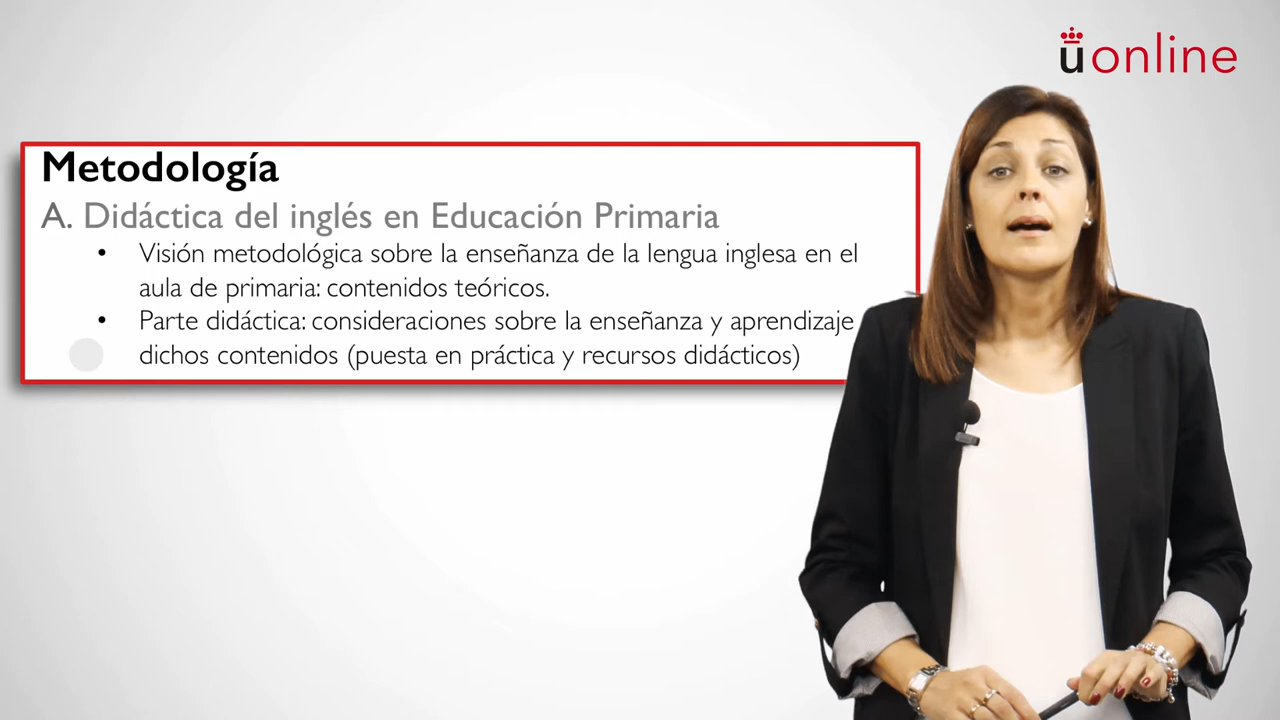 uonline
Metodología
A. Didáctica del inglés en Educación Primaria
• Visión metodológica sobre la enseñanza de la lengua inglesa en el
aula de primaria: contenidos teóricos.
• Parte didáctica: consideraciones sobre la enseñanza y aprendizaje
dichos contenidos (puesta en práctica y recursos didácticos)